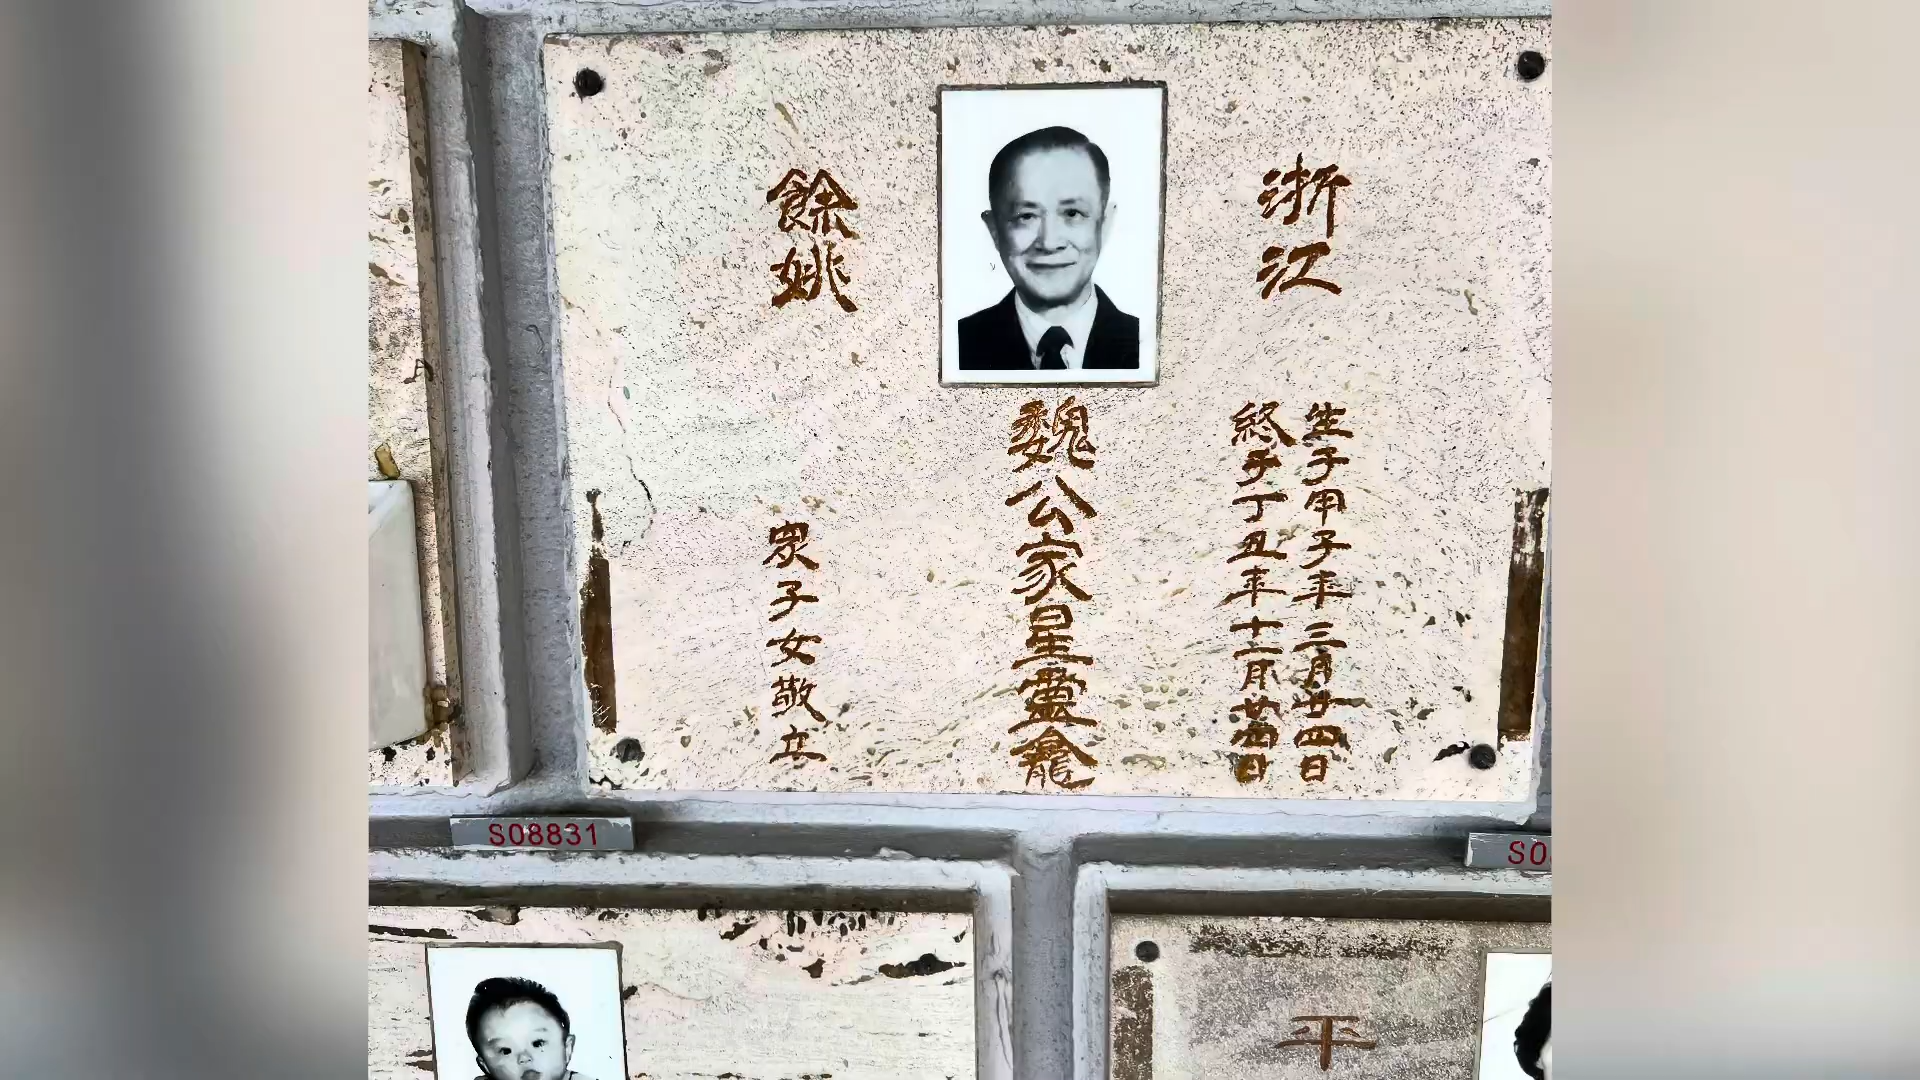 浙江
餘姚
生于甲子年三月廿四日
終于丁丑年十二月廿四日
魏公家星靈龕
眾子女敬立
S08831
S0
平